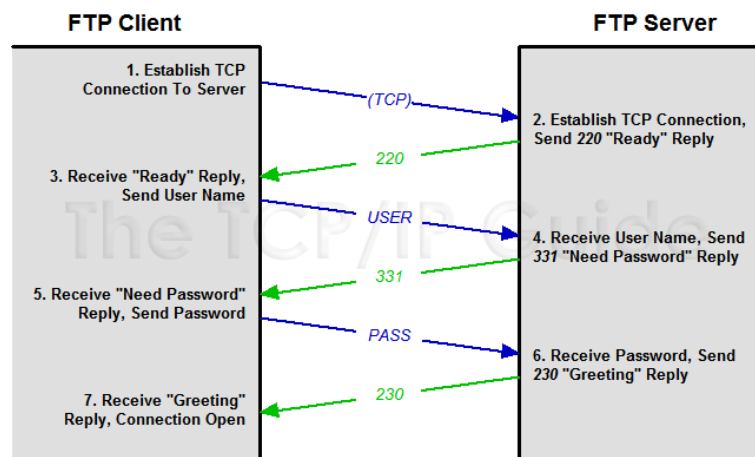 FTP Client
FTP Server
1. Establish TCP
Connection To Server
(TCP)
2. Establish TCP Connection,
Send 220 "Ready" Reply
220
3. Receive "Ready" Reply,
Send User Name
The TCP/IP Guide
USER
4. Receive User Name, Send
331 "Need Password" Reply
331
5. Receive "Need Password"
Reply, Send Password
PASS
6. Receive Password, Send
230 "Greeting" Reply
230
7. Receive "Greeting"
Reply, Connection Open